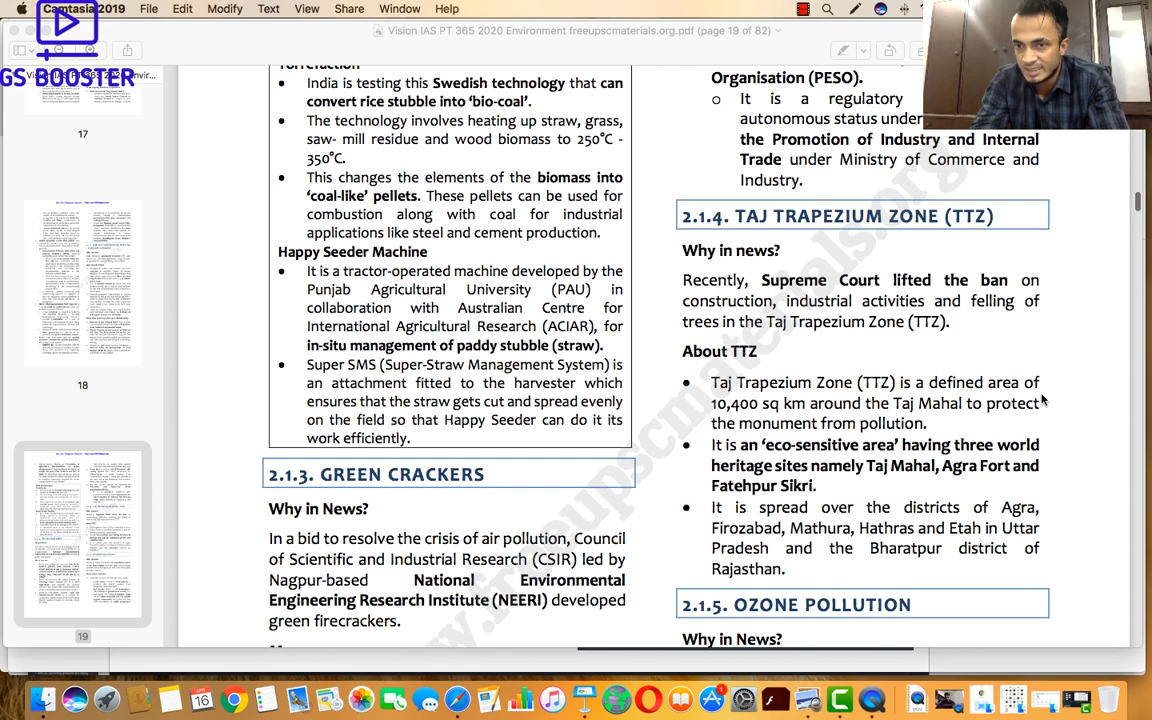 Camtasia 2019 File Edit Modify Text View Share Window Help
Vision IAS PT 365 2020 Environment freeupscmaterials.org.pdf (page 19 of 82)
GS BOOSTER
17
18
19
India is testing this Swedish technology that can
convert rice stubble into ‘bio-coal’.
The technology involves heating up straw, grass,
saw- mill residue and wood biomass to 250°C -
350°C.
This changes the elements of the biomass into
‘coal-like’ pellets. These pellets can be used for
combustion along with coal for industrial
applications like steel and cement production.
Happy Seeder Machine
It is a tractor-operated machine developed by the
Punjab Agricultural University (PAU) in
collaboration with Australian Centre for
International Agricultural Research (ACIAR), for
in-situ management of paddy stubble (straw).
Super SMS (Super-Straw Management System) is
an attachment fitted to the harvester which
ensures that the straw gets cut and spread evenly
on the field so that Happy Seeder can do it its
work efficiently.
2.1.3. GREEN CRACKERS
Why in News?
In a bid to resolve the crisis of air pollution, Council
of Scientific and Industrial Research (CSIR) led by
Nagpur-based National Environmental
Engineering Research Institute (NEERI) developed
green firecrackers.
Organisation (PESO).
It is a regulatory
autonomous status under
the Promotion of Industry and Internal
Trade under Ministry of Commerce and
Industry.
2.1.4. TAJ TRAPEZIUM ZONE (TTZ)
Why in news?
Recently, Supreme Court lifted the ban on
construction, industrial activities and felling of
trees in the Taj Trapezium Zone (TTZ).
About TTZ
Taj Trapezium Zone (TTZ) is a defined area of
10,400 sq km around the Taj Mahal to protect
the monument from pollution.
It is an ‘eco-sensitive area’ having three world
heritage sites namely Taj Mahal, Agra Fort and
Fatehpur Sikri.
It is spread over the districts of Agra,
Firozabad, Mathura, Hathras and Etah in Uttar
Pradesh and the Bharatpur district of
Rajasthan.
2.1.5. OZONE POLLUTION
Why in News?